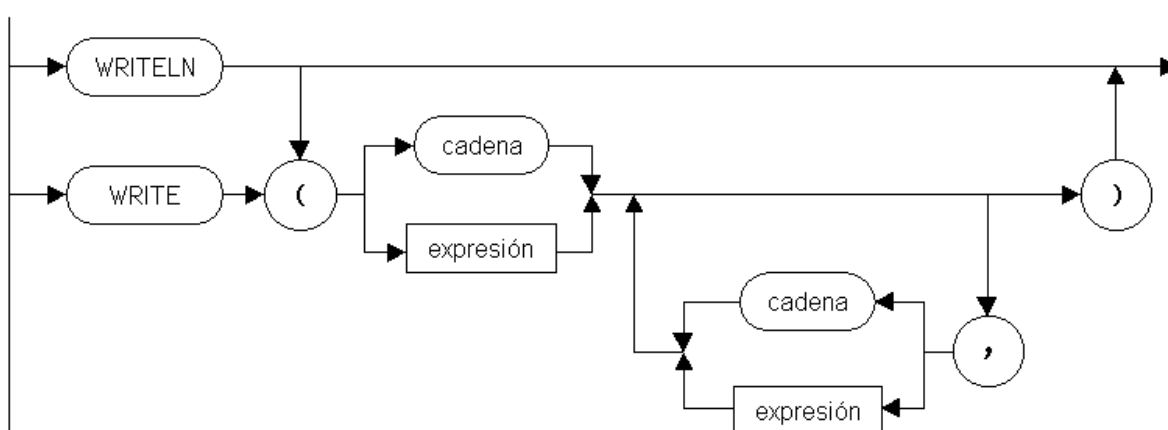 WRITELN
cadena
WRITE ( )
expresión
cadena
,
expresión